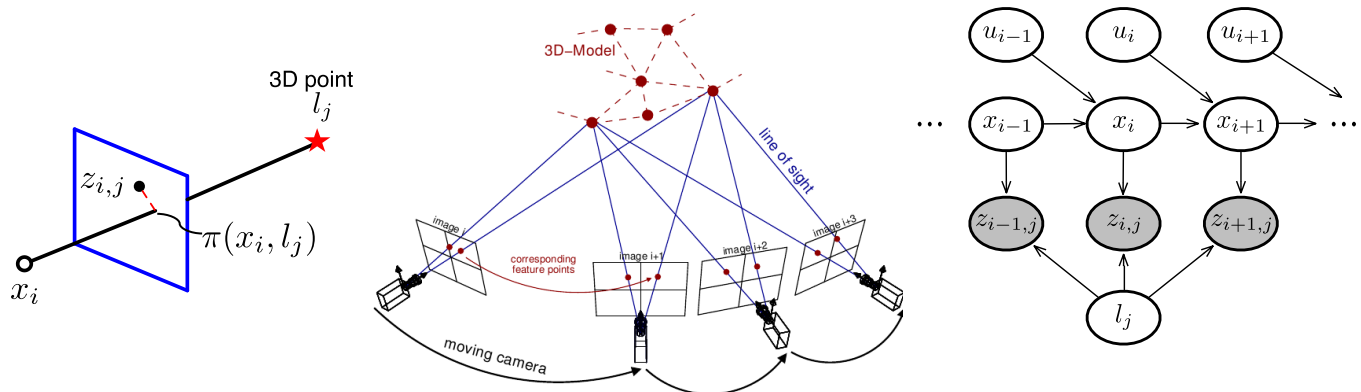 3D point
l_j
z_{i,j}
π(x_i, l_j)
x_i
3D−Model
line of sight
image i
image i+1
image i+2
image i+3
corresponding
feature points
moving camera
u_{i−1}
u_i
u_{i+1}
...
x_{i−1}
x_i
x_{i+1}
...
z_{i−1,j}
z_{i,j}
z_{i+1,j}
l_j